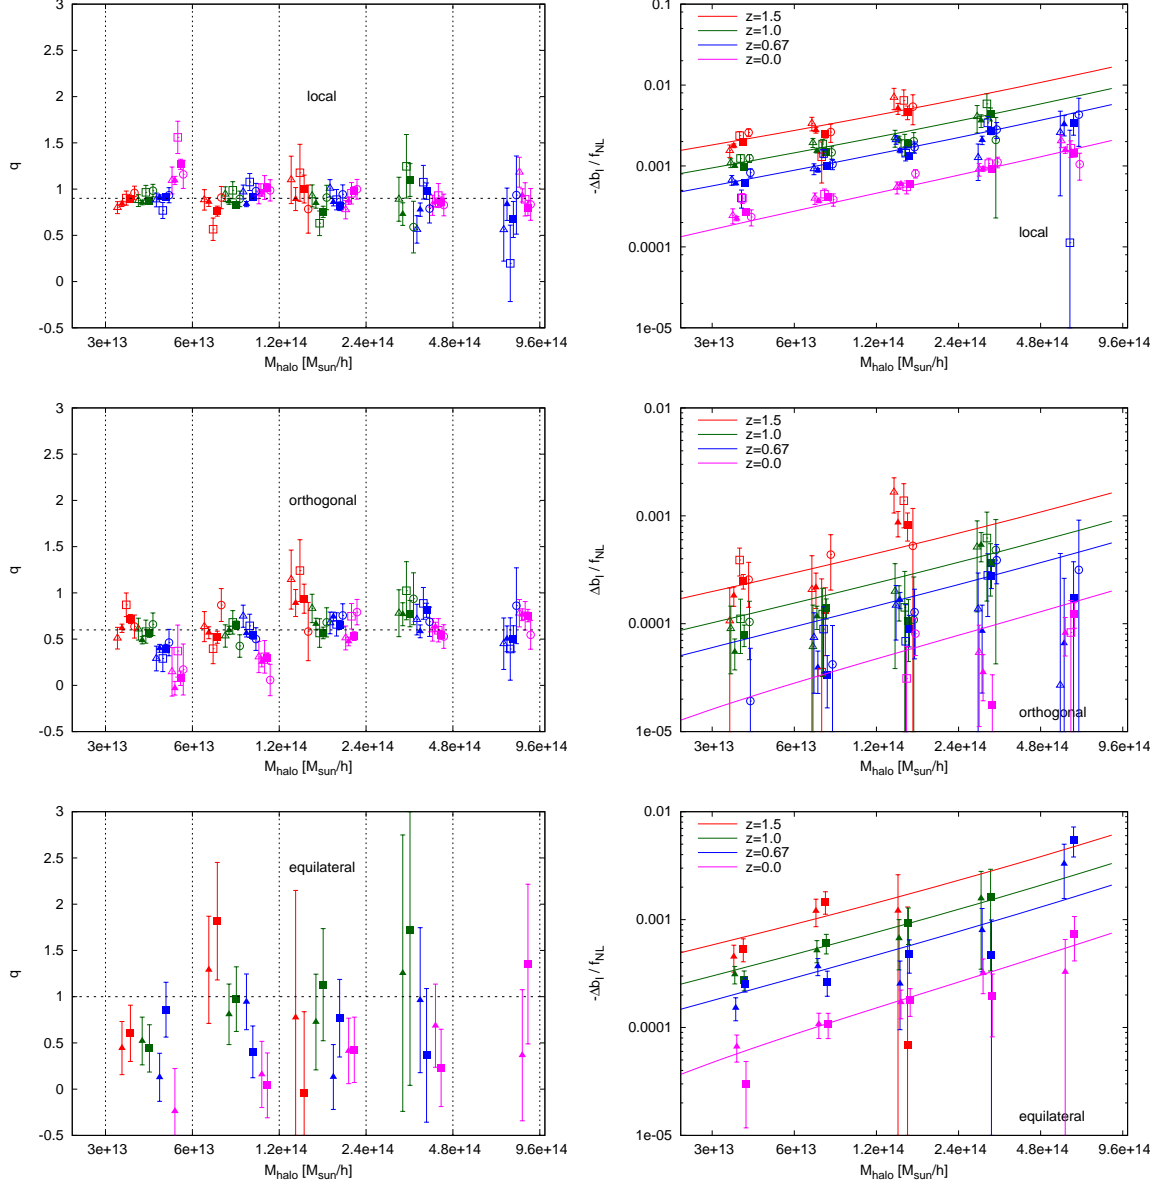 3
2.5
2
1.5
1
0.5
0
-0.5
q
local
3e+13 6e+13 1.2e+14 2.4e+14 4.8e+14 9.6e+14
M_halo [M_sun/h]
0.1
0.01
0.001
0.0001
1e-05
-Δb_I / f_NL
z=1.5
z=1.0
z=0.67
z=0.0
local
3e+13 6e+13 1.2e+14 2.4e+14 4.8e+14 9.6e+14
M_halo [M_sun/h]
3
2.5
2
1.5
1
0.5
0
-0.5
q
orthogonal
3e+13 6e+13 1.2e+14 2.4e+14 4.8e+14 9.6e+14
M_halo [M_sun/h]
0.01
0.001
0.0001
1e-05
Δb_I / f_NL
z=1.5
z=1.0
z=0.67
z=0.0
orthogonal
3e+13 6e+13 1.2e+14 2.4e+14 4.8e+14 9.6e+14
M_halo [M_sun/h]
3
2.5
2
1.5
1
0.5
0
-0.5
q
equilateral
3e+13 6e+13 1.2e+14 2.4e+14 4.8e+14 9.6e+14
M_halo [M_sun/h]
0.01
0.001
0.0001
1e-05
-Δb_I / f_NL
z=1.5
z=1.0
z=0.67
z=0.0
equilateral
3e+13 6e+13 1.2e+14 2.4e+14 4.8e+14 9.6e+14
M_halo [M_sun/h]